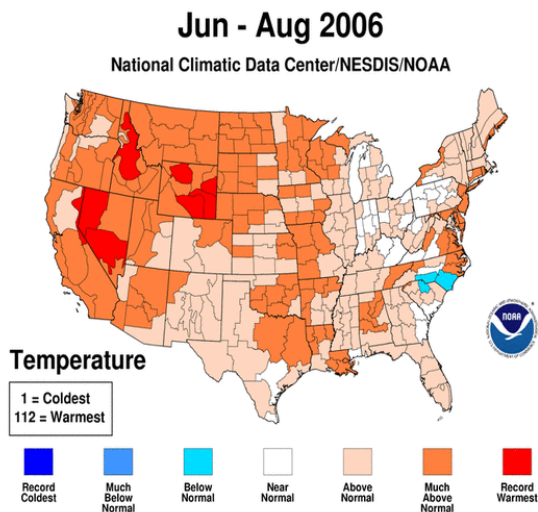 Jun - Aug 2006
National Climatic Data Center/NESDIS/NOAA
NOAA
Temperature
1 = Coldest
112 = Warmest
Record
Coldest
Much
Below
Normal
Below
Normal
Near
Normal
Above
Normal
Much
Above
Normal
Record
Warmest